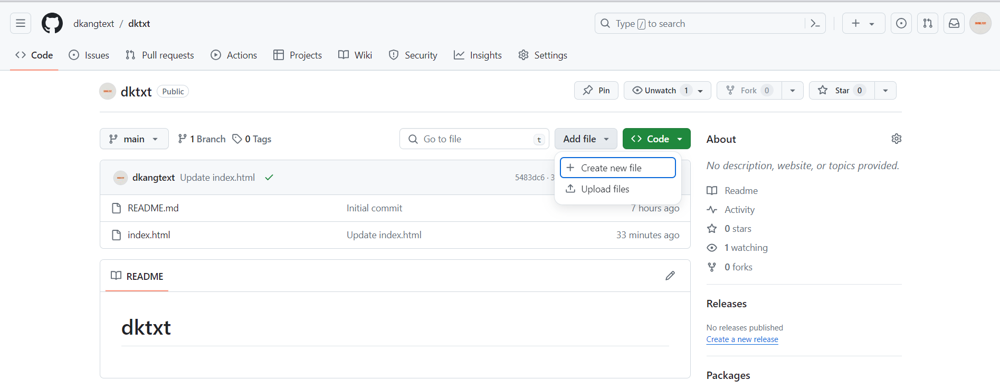 dkangtext / dktxt
Type / to search
Code
Issues
Pull requests
Actions
Projects
Wiki
Security
Insights
Settings
dktxt Public
Pin
Unwatch 1
Fork 0
Star 0
main
1 Branch
0 Tags
Go to file t
Add file
Code
Create new file
Upload files
dkangtext Update index.html
5483dc6 · 3
README.md Initial commit 7 hours ago
index.html Update index.html 33 minutes ago
README
dktxt
About
No description, website, or topics provided.
Readme
Activity
0 stars
1 watching
0 forks
Releases
No releases published
Create a new release
Packages